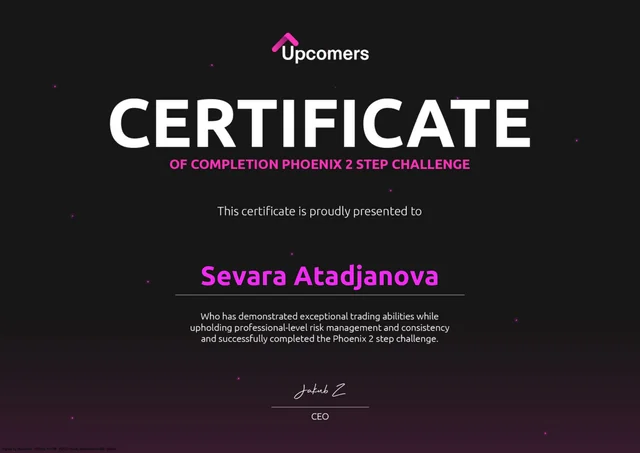 Upcomers
CERTIFICATE
OF COMPLETION PHOENIX 2 STEP CHALLENGE
This certificate is proudly presented to
Sevara Atadjanova
Who has demonstrated exceptional trading abilities while
upholding professional-level risk management and consistency
and successfully completed the Phoenix 2 step challenge.
Jakub Z
CEO